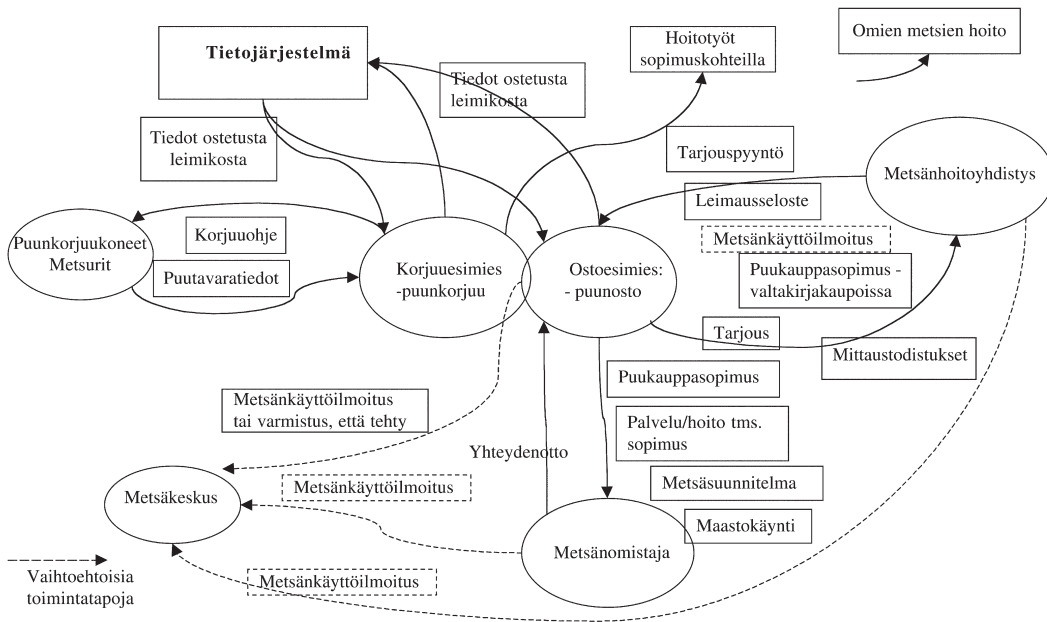 Tietojärjestelmä
Hoitotyöt
sopimuskohteilla
Omien metsien hoito
Tiedot ostetusta
leimikosta
Tiedot ostetusta
leimikosta
Tarjouspyyntö
Metsänhoitoyhdistys
Leimausseloste
Metsänkäyttöilmoitus
Puunkorjuukoneet
Metsurit
Korjuuohje
Puutavaratiedot
Korjuuesimies
-puunkorjuu
Ostoesimies:
- puunosto
Puukauppasopimus -
valtakirjakaupoissa
Tarjous
Mittaustodistukset
Puukauppasopimus
Metsänkäyttöilmoitus
tai varmistus, että tehty
Palvelu/hoito tms.
sopimus
Yhteydenotto
Metsäkeskus
Metsänkäyttöilmoitus
Metsäsuunnitelma
Maastokäynti
Metsänomistaja
Vaihtoehtoisia
toimintatapoja
Metsänkäyttöilmoitus